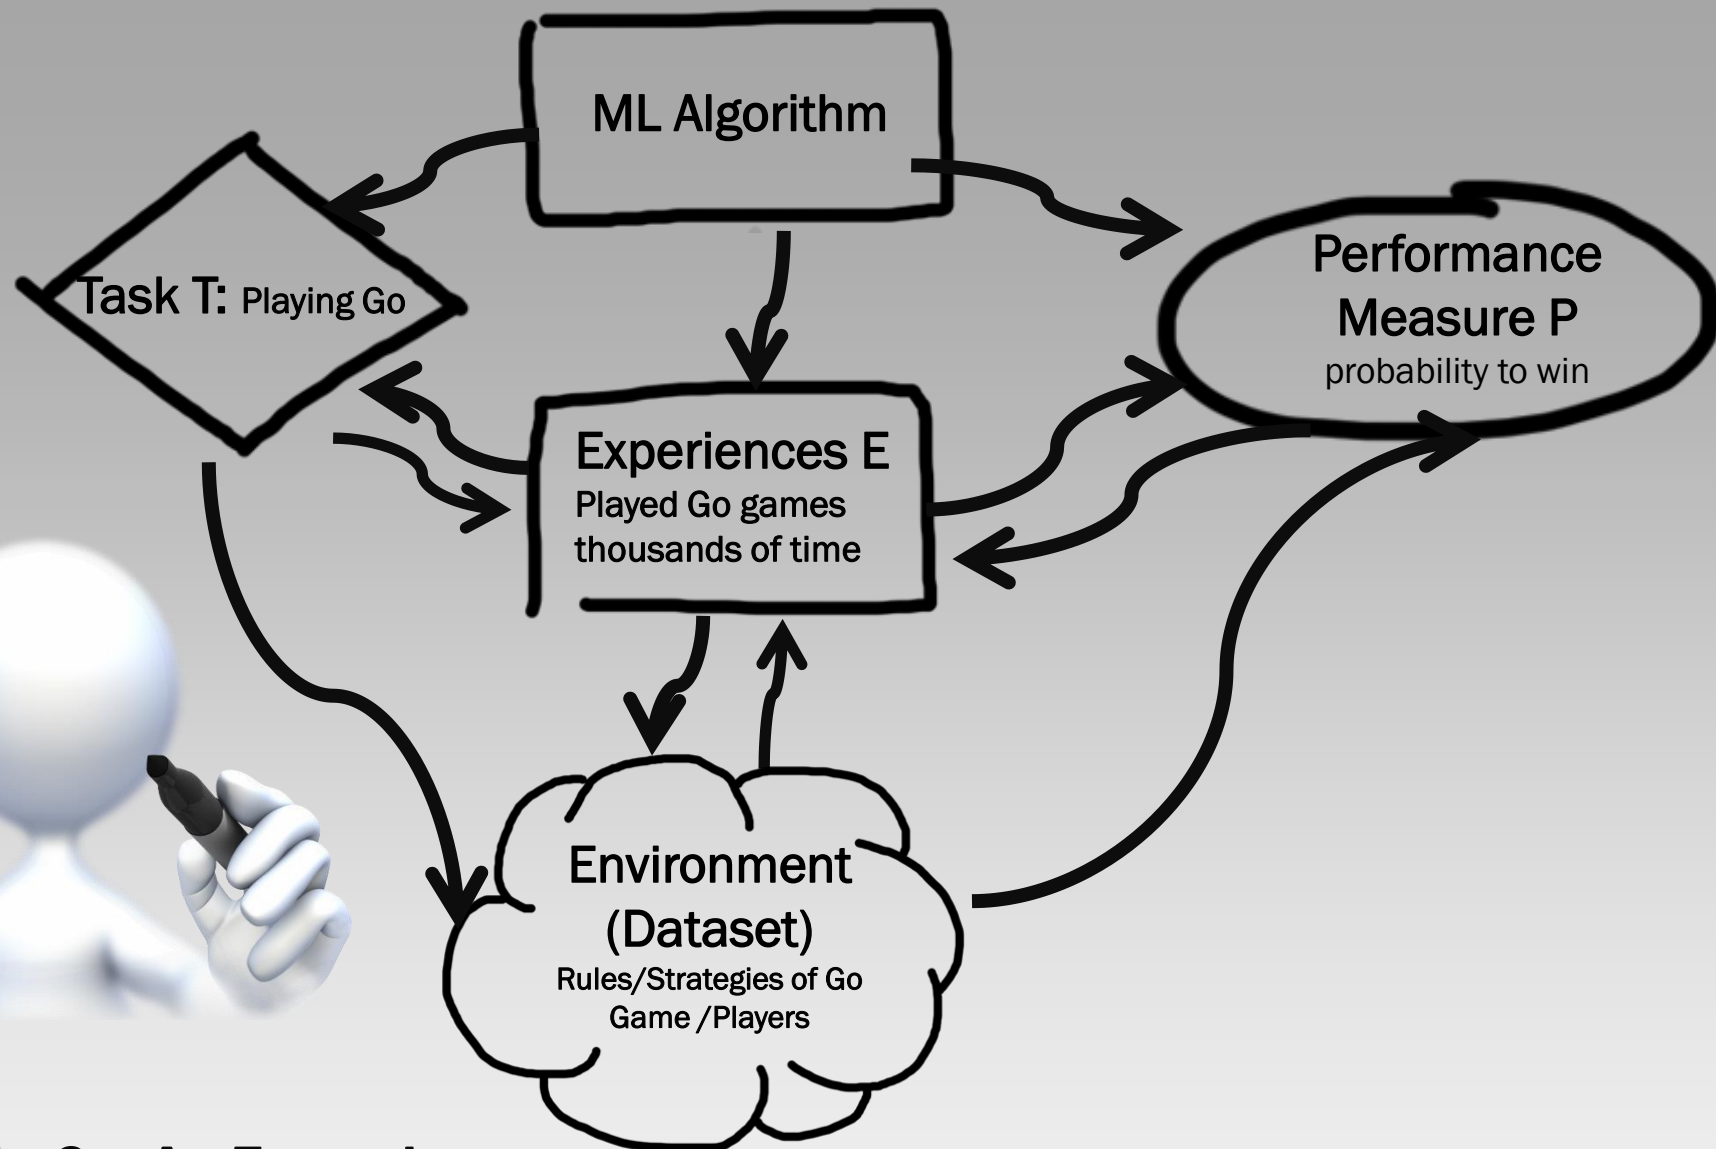 ML Algorithm
Task T: Playing Go
Performance
Measure P
probability to win
Experiences E
Played Go games
thousands of time
Environment
(Dataset)
Rules/Strategies of Go
Game /Players